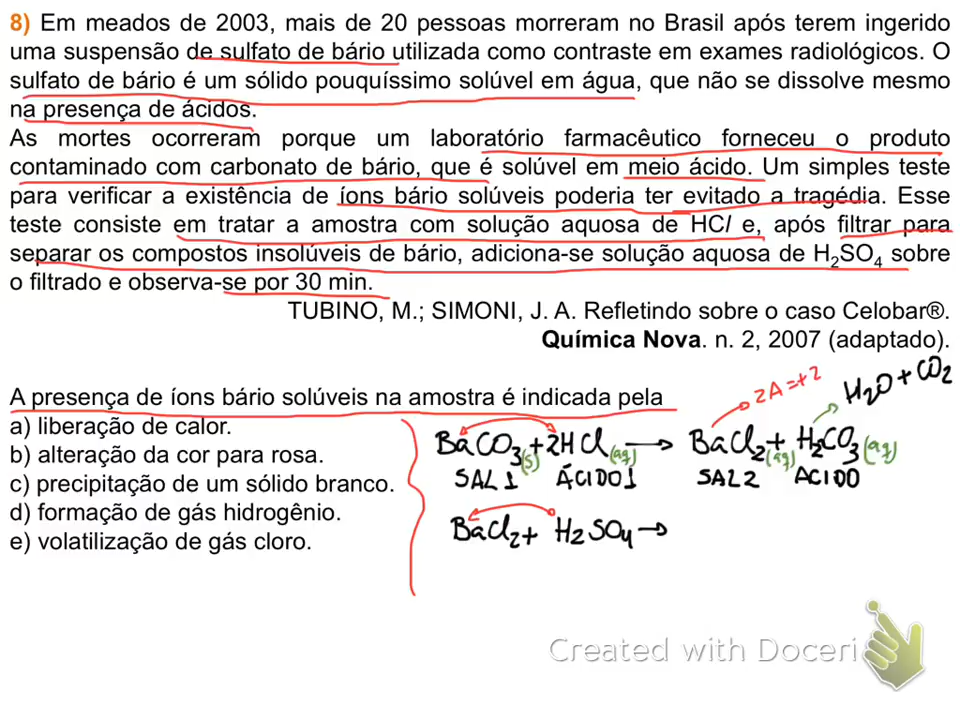 8) Em meados de 2003, mais de 20 pessoas morreram no Brasil após terem ingerido
uma suspensão de sulfato de bário utilizada como contraste em exames radiológicos. O
sulfato de bário é um sólido pouquíssimo solúvel em água, que não se dissolve mesmo
na presença de ácidos.
As mortes ocorreram porque um laboratório farmacêutico forneceu o produto
contaminado com carbonato de bário, que é solúvel em meio ácido. Um simples teste
para verificar a existência de íons bário solúveis poderia ter evitado a tragédia. Esse
teste consiste em tratar a amostra com solução aquosa de HCl e, após filtrar para
separar os compostos insolúveis de bário, adiciona-se solução aquosa de H₂SO₄ sobre
o filtrado e observa-se por 30 min.
TUBINO, M.; SIMONI, J. A. Refletindo sobre o caso Celobar®.
Química Nova. n. 2, 2007 (adaptado).
A presença de íons bário solúveis na amostra é indicada pela
a) liberação de calor.
b) alteração da cor para rosa.
c) precipitação de um sólido branco.
d) formação de gás hidrogênio.
e) volatilização de gás cloro.
2A = +2
H₂O + CO₂
BaCO₃(s) + 2HCl(aq) → BaCl₂(aq) + H₂CO₃(aq)
SAL 1 ÁCIDO 1 SAL 2 ÁCIDO
BaCl₂ + H₂SO₄ →
Created with Doceri